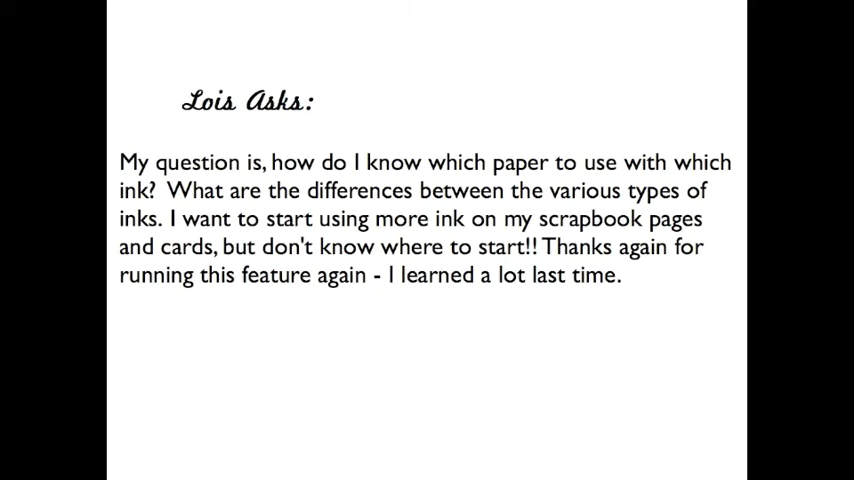 Lois Asks:
My question is, how do I know which paper to use with which
ink?  What are the differences between the various types of
inks. I want to start using more ink on my scrapbook pages
and cards, but don't know where to start!! Thanks again for
running this feature again - I learned a lot last time.